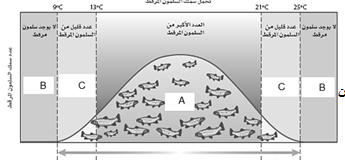 تحمل سمك السلمون المرقط
9°C 13°C 21°C 25°C
لا يوجد سلمون مرقط
عدد قليل من السلمون المرقط
العدد الأكبر من السلمون المرقط
عدد قليل من السلمون المرقط
لا يوجد سلمون مرقط
عدد سمك السلمون المرقط
B C A C B
ن